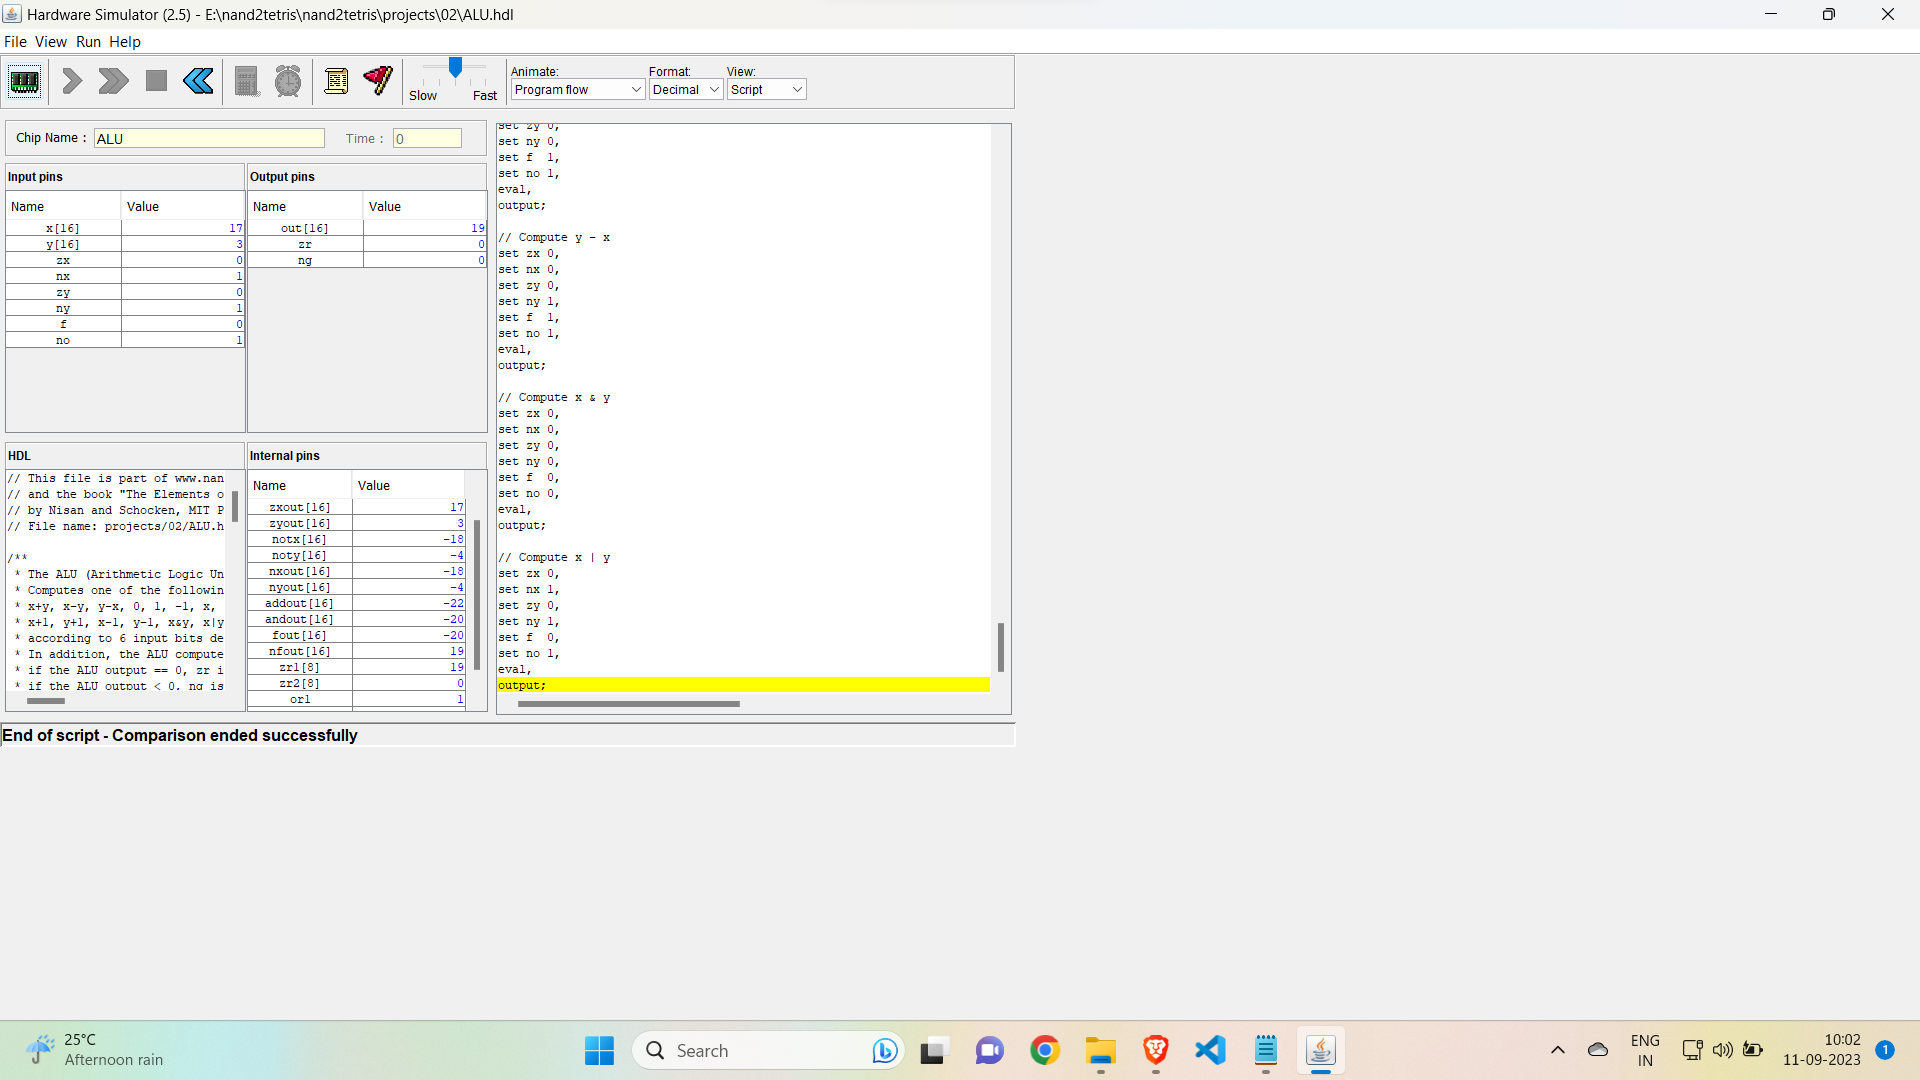 Hardware Simulator (2.5) - E:\nand2tetris\nand2tetris\projects\02\ALU.hdl
File View Run Help
Slow Fast
Animate:
Program flow
Format:
Decimal
View:
Script
Chip Name : ALU
Time : 0
Input pins
Name Value
x[16] 17
y[16] 3
zx 0
nx 1
zy 0
ny 1
f 0
no 1
Output pins
Name Value
out[16] 19
zr 0
ng 0
HDL
// This file is part of www.nan
// and the book "The Elements o
// by Nisan and Schocken, MIT P
// File name: projects/02/ALU.h
/**
* The ALU (Arithmetic Logic Un
* Computes one of the followin
* x+y, x-y, y-x, 0, 1, -1, x,
* x+1, y+1, x-1, y-1, x&y, x|y
* according to 6 input bits de
* In addition, the ALU compute
* if the ALU output == 0, zr i
* if the ALU output < 0, ng is
Internal pins
Name Value
zxout[16] 17
zyout[16] 3
notx[16] -18
noty[16] -4
nxout[16] -18
nyout[16] -4
addout[16] -22
andout[16] -20
fout[16] -20
nfout[16] 19
zr1[8] 19
zr2[8] 0
or1 1
set zy 0,
set ny 0,
set f 1,
set no 1,
eval,
output;
// Compute y - x
set zx 0,
set nx 0,
set zy 0,
set ny 1,
set f 1,
set no 1,
eval,
output;
// Compute x & y
set zx 0,
set nx 0,
set zy 0,
set ny 0,
set f 0,
set no 0,
eval,
output;
// Compute x | y
set zx 0,
set nx 1,
set zy 0,
set ny 1,
set f 0,
set no 1,
eval,
output;
End of script - Comparison ended successfully
25°C
Afternoon rain
Search
ENG
IN
10:02
11-09-2023
1